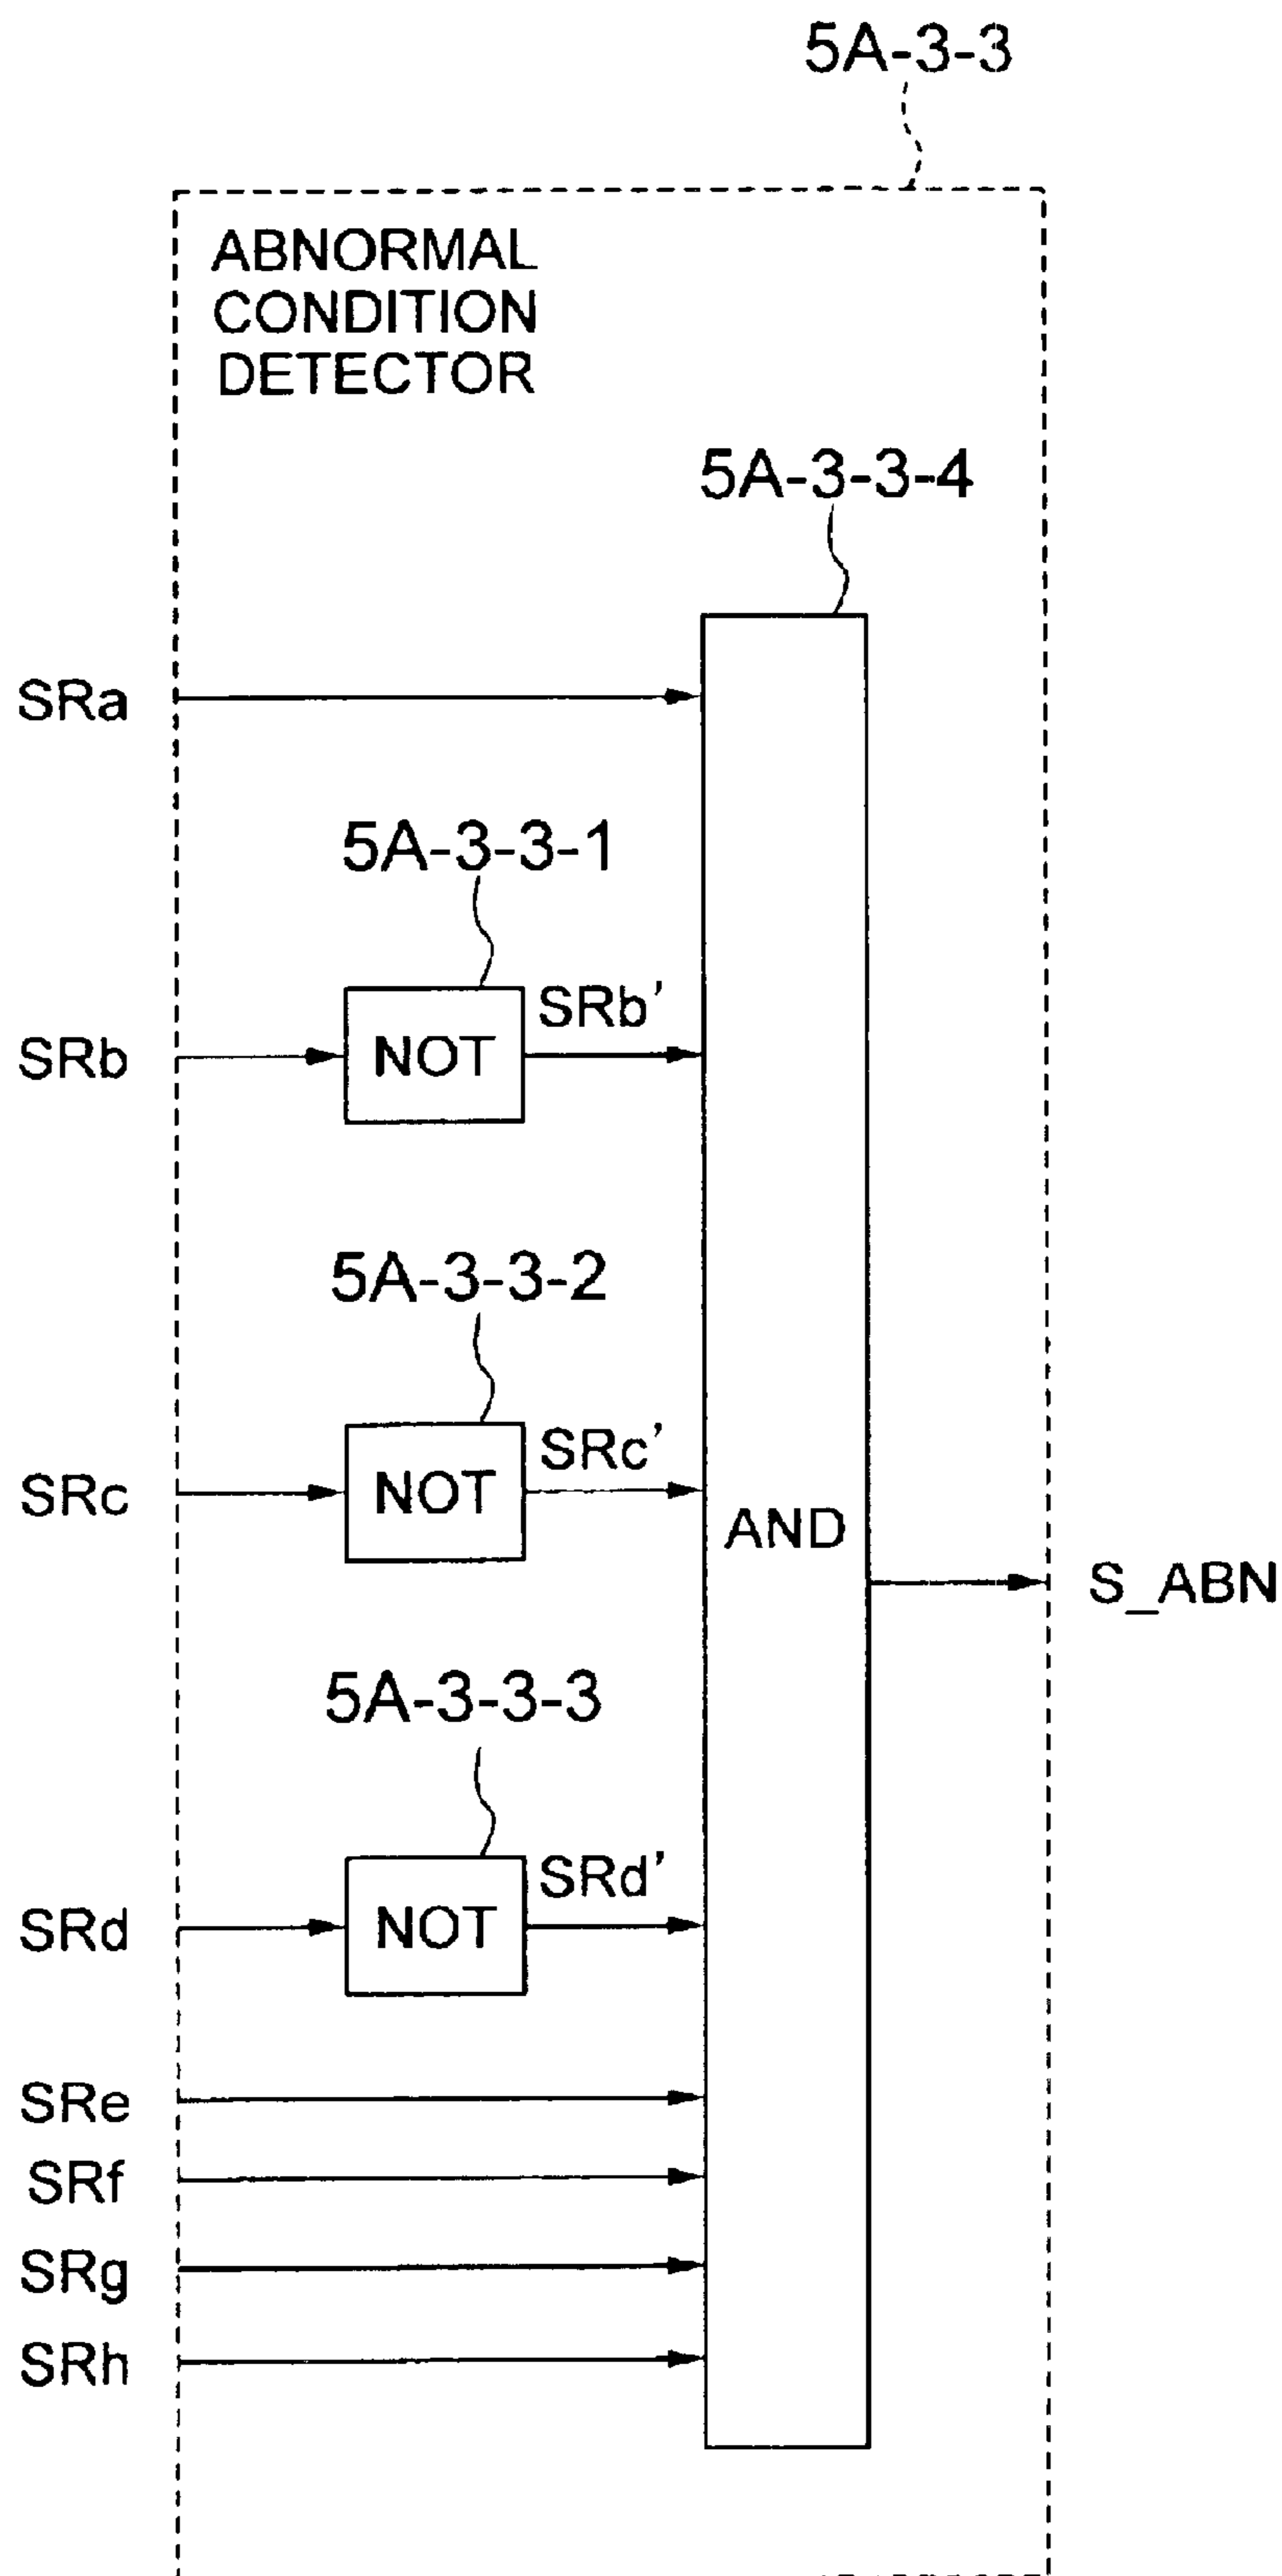 5A-3-3
ABNORMAL
CONDITION
DETECTOR
5A-3-3-4
SRa
5A-3-3-1
SRb
NOT
SRb’
5A-3-3-2
SRc
NOT
SRc’
AND
S_ABN
5A-3-3-3
SRd
NOT
SRd’
SRe
SRf
SRg
SRh